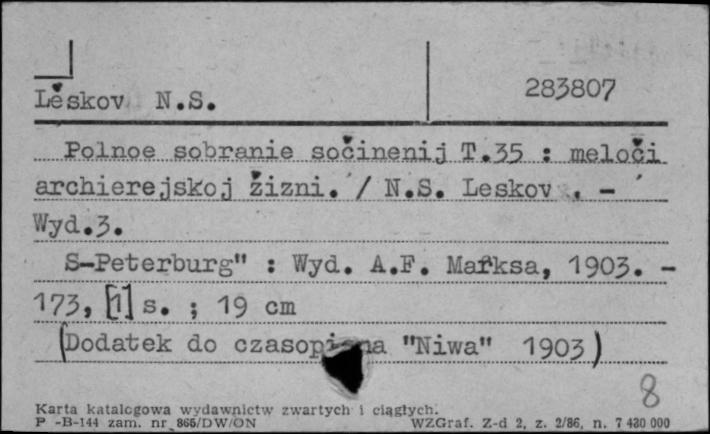 Lěskov N.S.
283807
Polnoe sobranie sočinenij T.35 : meloči
archierejskoj žizni. / N.S. Leskov . -
Wyd.3.
S-Peterburg" : Wyd. A.F. Marksa, 1903. -
173, [1] s. ; 19 cm
(Dodatek do czasopisma "Niwa" 1903)
8
Karta katalogowa wydawnictw zwartych i ciągłych.
P -B-144 zam. nr 865/DW/ON
WZGraf. Z-d 2, z. 2/86, n. 7 430 000